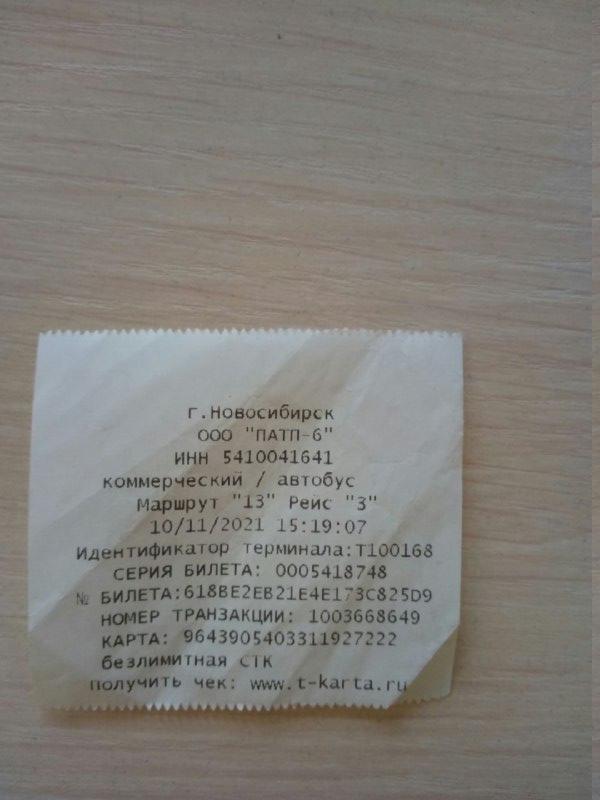 г.Новосибирск
ООО "ПАТП-6"
ИНН 5410041641
коммерческий / автобус
Маршрут "13" Рейс "3"
10/11/2021 15:19:07
Идентификатор терминала:T100168
СЕРИЯ БИЛЕТА: 0005418748
№ БИЛЕТА:618BE2EB21E4E173C825D9
НОМЕР ТРАНЗАКЦИИ: 1003668649
КАРТА: 9643905403311927222
безлимитная СТК
Получить чек: www.t-karta.ru